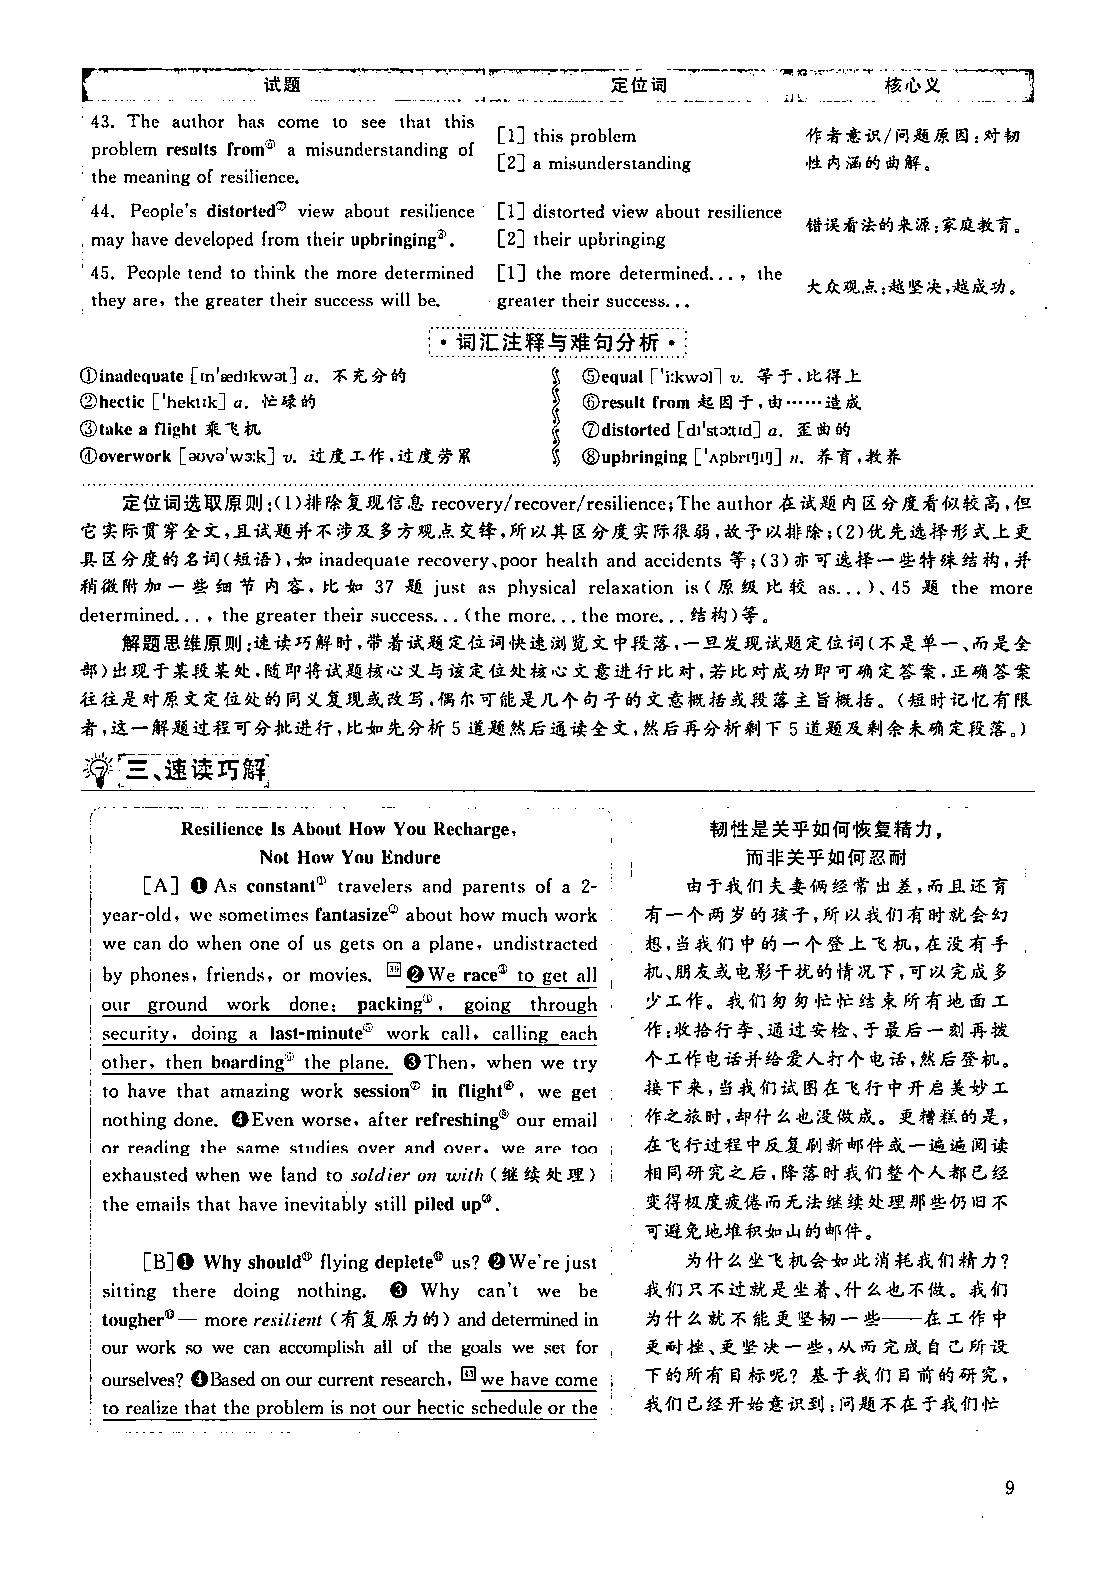 试题 定位词 核心义
43. The author has come to see that this
problem results from⑥ a misunderstanding of
the meaning of resilience.
[1] this problem
[2] a misunderstanding
作者意识/问题原因:对韧
性内涵的曲解。
44. People's distorted⑦ view about resilience
may have developed from their upbringing⑧.
[1] distorted view about resilience
[2] their upbringing
错误看法的来源:家庭教育。
45. People tend to think the more determined
they are, the greater their success will be.
[1] the more determined..., the
greater their success...
大众观点:越坚决,越成功。
·词汇注释与难句分析·
①inadequate [ɪn'ædɪkwət] a. 不充分的
②hectic ['hektɪk] a. 忙碌的
③take a flight 乘飞机
④overwork [əʊvə'wɜːk] v. 过度工作,过度劳累
⑤equal ['iːkwəl] v. 等于,比得上
⑥result from 起因于,由……造成
⑦distorted [dɪ'stɔːtɪd] a. 歪曲的
⑧upbringing ['ʌpbrɪŋɪŋ] n. 养育,教养
定位词选取原则:(1)排除复现信息 recovery/recover/resilience;The author 在试题内区分度看似较高,但
它实际贯穿全文,且试题并不涉及多方观点交锋,所以其区分度实际很弱,故予以排除;(2)优先选择形式上更
具区分度的名词(短语),如 inadequate recovery、poor health and accidents 等;(3)亦可选择一些特殊结构,并
稍微附加一些细节内容,比如 37 题 just as physical relaxation is(原级比较 as...)、45 题 the more
determined..., the greater their success...(the more... the more... 结构)等。
解题思维原则:速读巧解时,带着试题定位词快速浏览文中段落,一旦发现试题定位词(不是单一、而是全
部)出现于某段某处,随即将试题核心义与该定位处核心文意进行比对,若比对成功即可确定答案,正确答案
往往是对原文定位处的同义复现或改写,偶尔可能是几个句子的文意概括或段落主旨概括。(短时记忆有限
者,这一解题过程可分批进行,比如先分析 5 道题然后通读全文,然后再分析剩下 5 道题及剩余未确定段落。)
三、速读巧解
Resilience Is About How You Recharge,
Not How You Endure
[A] ❶ As constant① travelers and parents of a 2-
year-old, we sometimes fantasize② about how much work
we can do when one of us gets on a plane, undistracted
by phones, friends, or movies. 39 ❷We race③ to get all
our ground work done: packing④, going through
security, doing a last-minute⑤ work call, calling each
other, then boarding⑥ the plane. ❸Then, when we try
to have that amazing work session⑦ in flight⑧, we get
nothing done. ❹Even worse, after refreshing⑨ our email
or reading the same studies over and over, we are too
exhausted when we land to soldier on with (继续处理)
the emails that have inevitably still piled up⑩.
[B]❶ Why should⑪ flying deplete⑫ us? ❷We're just
sitting there doing nothing. ❸ Why can't we be
tougher⑬— more resilient (有复原力的) and determined in
our work so we can accomplish all of the goals we set for
ourselves? ❹Based on our current research, 43 we have come
to realize that the problem is not our hectic schedule or the
韧性是关乎如何恢复精力,
而非关乎如何忍耐
由于我们夫妻俩经常出差,而且还育
有一个两岁的孩子,所以我们有时就会幻
想,当我们中的一个登上飞机,在没有手
机、朋友或电影干扰的情况下,可以完成多
少工作。我们匆匆忙忙结束所有地面工
作:收拾行李、通过安检、于最后一刻再拨
个工作电话并给爱人打个电话,然后登机。
接下来,当我们试图在飞行中开启美妙工
作之旅时,却什么也没做成。更糟糕的是,
在飞行过程中反复刷新邮件或一遍遍阅读
相同研究之后,降落时我们整个人都已经
变得极度疲倦而无法继续处理那些仍旧不
可避免地堆积如山的邮件。
为什么坐飞机会如此消耗我们精力?
我们只不过就是坐着、什么也不做。我们
为什么就不能更坚韧一些——在工作中
更耐挫、更坚决一些,从而完成自己所设
下的所有目标呢?基于我们目前的研究,
我们已经开始意识到:问题不在于我们忙
9